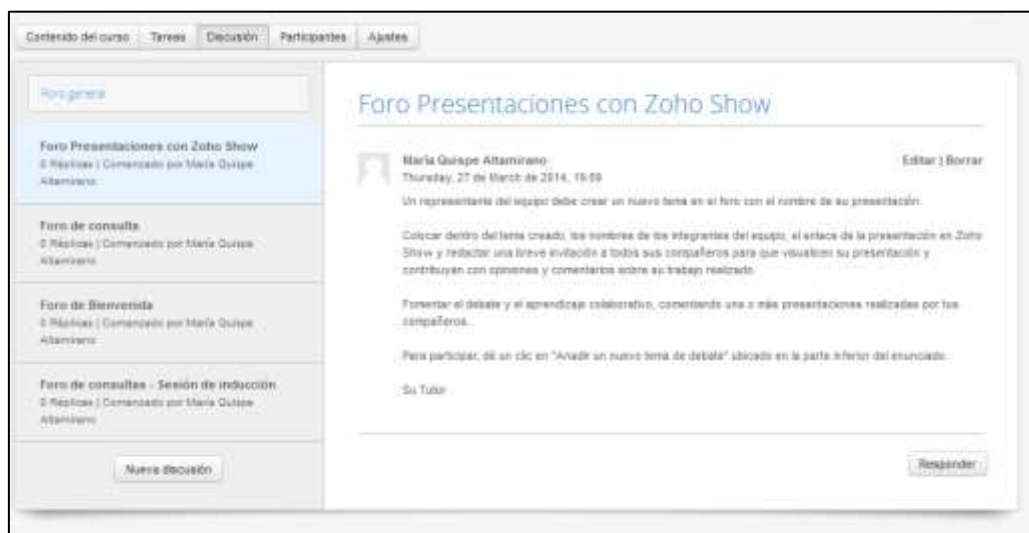 Contenido del curso Tareas Discusión Participantes Ajustes
Foro general
Foro Presentaciones con Zoho Show
0 Réplicas | Comenzado por María Quispe
Altamirano
Foro de consulta
0 Réplicas | Comenzado por María Quispe
Altamirano
Foro de Bienvenida
0 Réplicas | Comenzado por María Quispe
Altamirano
Foro de consultas - Sesión de inducción
0 Réplicas | Comenzado por María Quispe
Altamirano
Nueva discusión
Foro Presentaciones con Zoho Show
María Quispe Altamirano Editar | Borrar
Thursday, 27 de March de 2014,
Un representante del equipo debe crear un nuevo tema en el foro con el nombre de su presentación.
Colocar dentro del tema creado, los nombres de los integrantes del equipo, el enlace de la presentación en Zoho
Show y redactar una breve invitación a todos sus compañeros para que visualicen su presentación y
contribuyan con opiniones y comentarios sobre su trabajo realizado.
Fomentar el debate y el aprendizaje colaborativo, comentando una o más presentaciones realizadas por tus
compañeros.
Para participar, dé un clic en "Anadir un nuevo tema de debate" ubicado en la parte inferior del enunciado.
Su Tutor
Responder